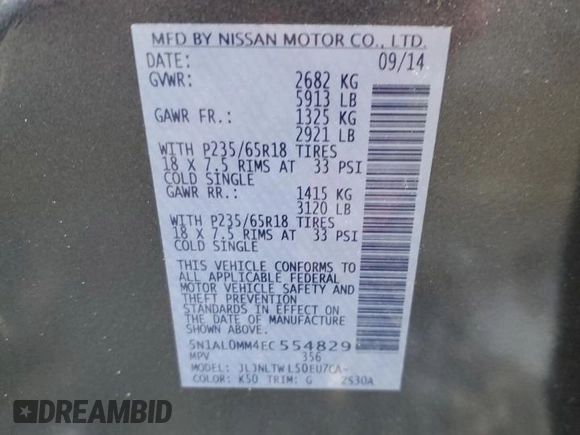 MFD BY NISSAN MOTOR CO., LTD.
DATE: 09/14
GVWR: 2682 KG
5913 LB
GAWR FR.: 1325 KG
2921 LB
WITH P235/65R18 TIRES
18 X 7.5 RIMS AT 33 PSI
COLD SINGLE
GAWR RR.: 1415 KG
3120 LB
WITH P235/65R18 TIRES
18 X 7.5 RIMS AT 33 PSI
COLD SINGLE
THIS VEHICLE CONFORMS TO
ALL APPLICABLE FEDERAL
MOTOR VEHICLE SAFETY AND
THEFT PREVENTION
STANDARDS IN EFFECT ON
THE DATE OF MANUFACTURE
SHOWN ABOVE.
5N1AL0MM4EC554829
MPV 356
MODEL: JLJNLTWL50EU7CA-
COLOR: K50 TRIM: G 2S30A
DREAMBID